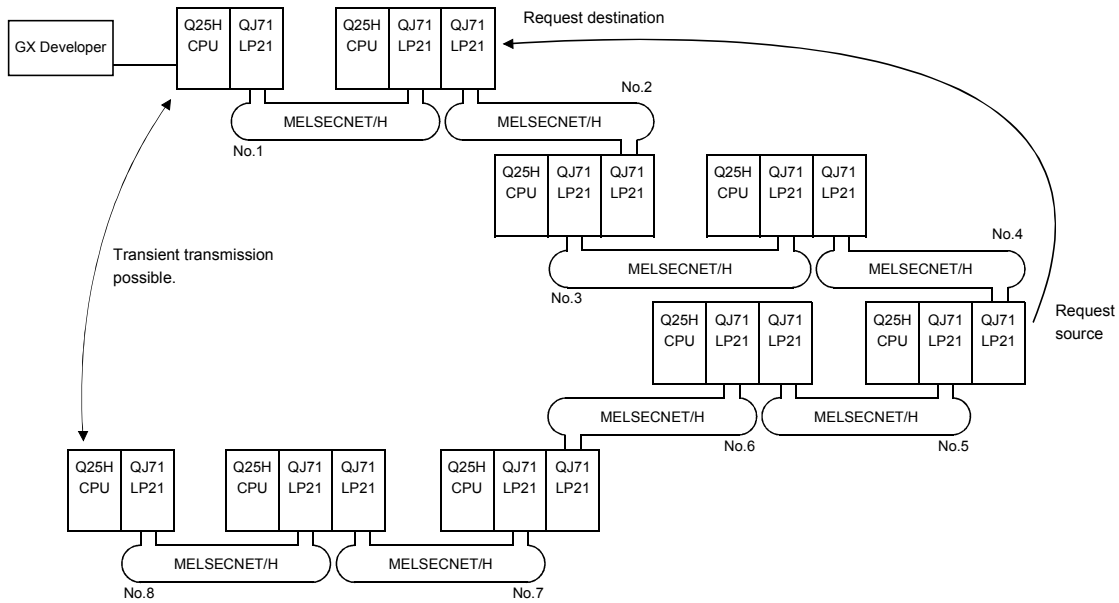 GX Developer
Q25H
CPU
QJ71
LP21
Q25H
CPU
QJ71
LP21
QJ71
LP21
Request destination
MELSECNET/H
No.1
No.2
MELSECNET/H
Q25H
CPU
QJ71
LP21
QJ71
LP21
Q25H
CPU
QJ71
LP21
QJ71
LP21
Transient transmission
possible.
MELSECNET/H
No.3
No.4
MELSECNET/H
Q25H
CPU
QJ71
LP21
QJ71
LP21
Q25H
CPU
QJ71
LP21
QJ71
LP21
Request
source
MELSECNET/H
No.6
MELSECNET/H
No.5
Q25H
CPU
QJ71
LP21
Q25H
CPU
QJ71
LP21
QJ71
LP21
Q25H
CPU
QJ71
LP21
QJ71
LP21
MELSECNET/H
No.8
MELSECNET/H
No.7